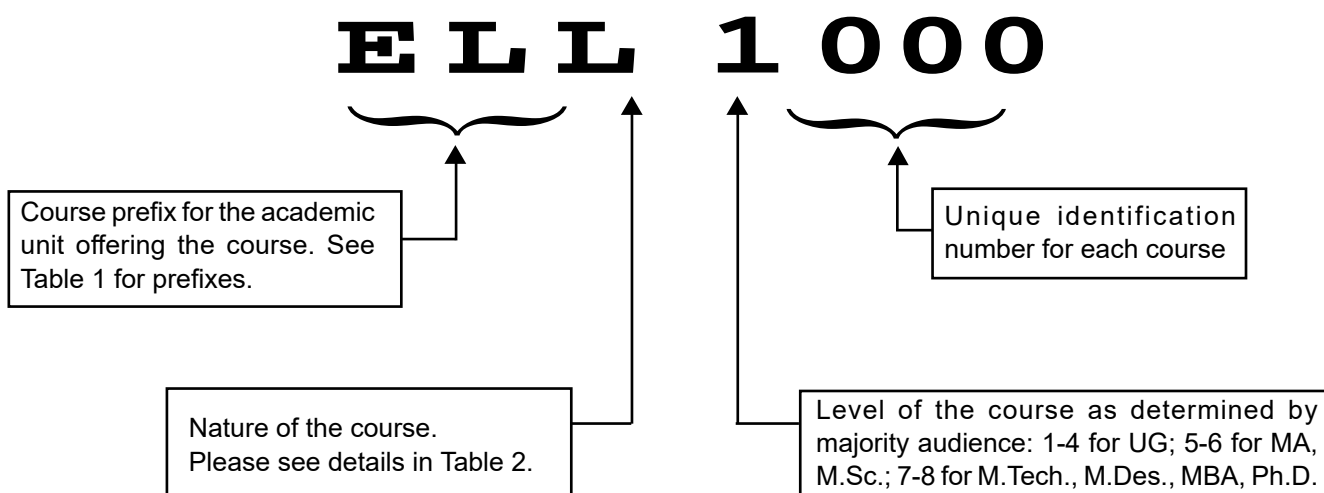 ELL 1000
Course prefix for the academic
unit offering the course. See
Table 1 for prefixes.
Unique identification
number for each course
Nature of the course.
Please see details in Table 2.
Level of the course as determined by
majority audience: 1-4 for UG; 5-6 for MA,
M.Sc.; 7-8 for M.Tech., M.Des., MBA, Ph.D.